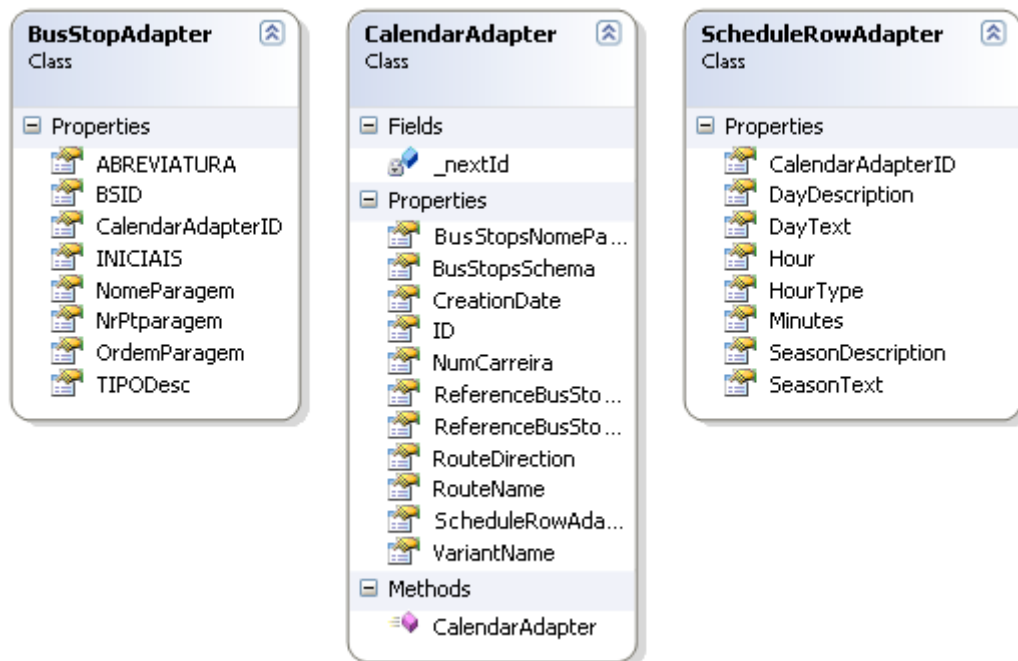 BusStopAdapter
Class
Properties
ABREVIATURA
BSID
CalendarAdapterID
INICIAIS
NomeParagem
NrPtparagem
OrdemParagem
TIPODesc
CalendarAdapter
Class
Fields
_nextId
Properties
BusStopsNomePa...
BusStopsSchema
CreationDate
ID
NumCarreira
ReferenceBusSto...
ReferenceBusSto...
RouteDirection
RouteName
ScheduleRowAda...
VariantName
Methods
CalendarAdapter
ScheduleRowAdapter
Class
Properties
CalendarAdapterID
DayDescription
DayText
Hour
HourType
Minutes
SeasonDescription
SeasonText